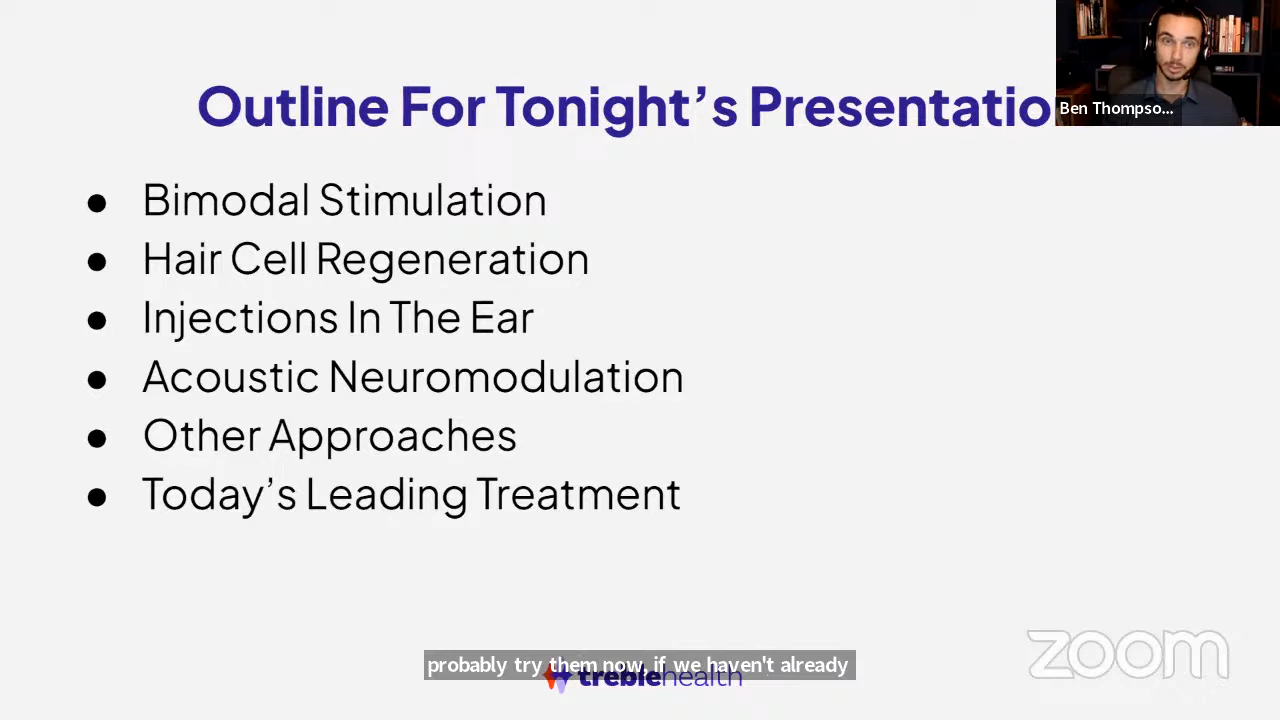 Outline For Tonight's Presentatio
Ben Thompso...
● Bimodal Stimulation
● Hair Cell Regeneration
● Injections In The Ear
● Acoustic Neuromodulation
● Other Approaches
● Today's Leading Treatment
probably try them now, if we haven't already
treblehealth
zoom